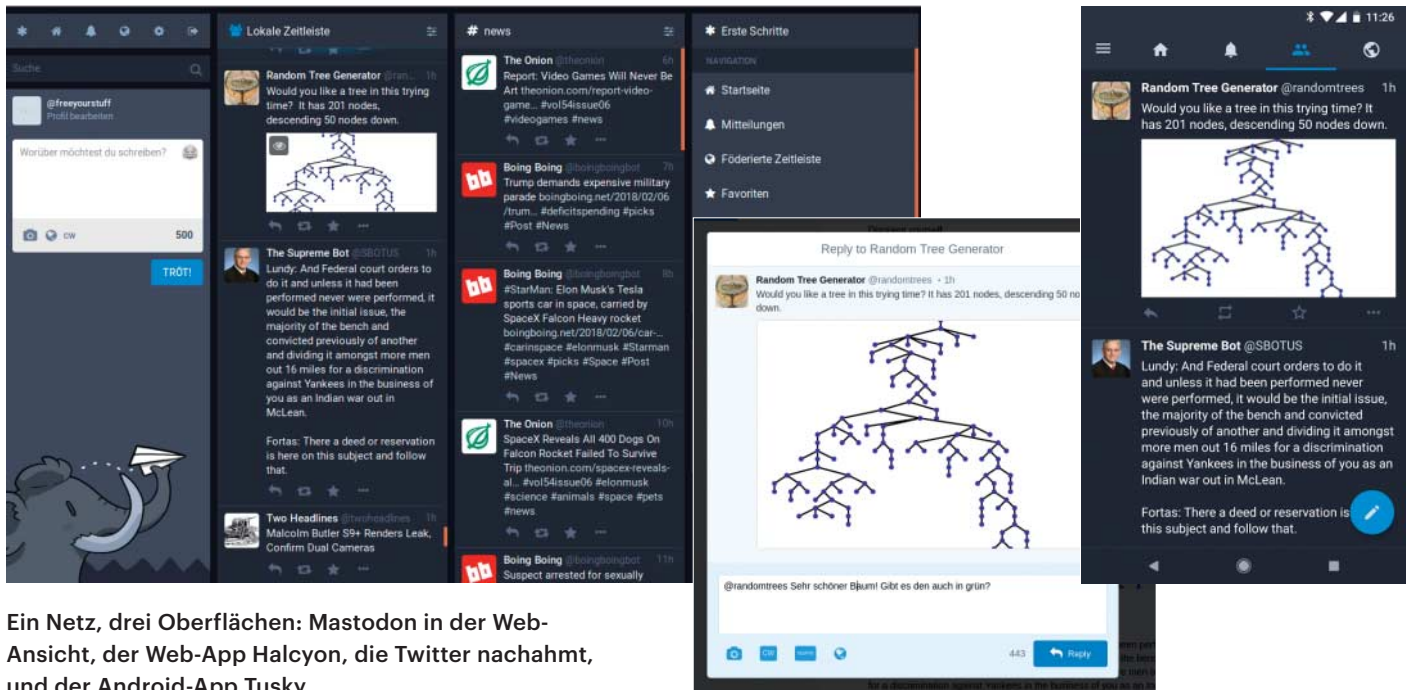 Suche
@freeyourstuff
Profil bearbeiten
Worüber möchtest du schreiben?
CW
500
TRÖT!
Lokale Zeitleiste
Random Tree Generator @ran... 1h
Would you like a tree in this trying
time? It has 201 nodes,
descending 50 nodes down.
The Supreme Bot @SBOTUS 1h
Lundy: And Federal court orders to
do it and unless it had been
performed never were performed, it
would be the initial issue, the
majority of the bench and
convicted previously of another
and dividing it amongst more men
out 16 miles for a discrimination
against Yankees in the business of
you as an Indian war out in
McLean.
Fortas: There a deed or reservation
is here on this subject and follow
that.
Two Headlines @twoheadlines 1h
Malcolm Butler S9+ Renders Leak,
Confirm Dual Cameras
# news
The Onion @theonion 6h
Report: Video Games Will Never Be
Art theonion.com/report-video-
game... #vol54issue06
#videogames #news
Boing Boing @boingboingbot 7h
Trump demands expensive military
parade boingboing.net/2018/02/06
/trum... #deficitspending #picks
#Post #News
Boing Boing @boingboingbot 8h
#StarMan: Elon Musk's Tesla
sports car in space, carried by
SpaceX Falcon Heavy rocket
boingboing.net/2018/02/06/car-...
#carinspace #elonmusk #Starman
#spacex #picks #Space #Post
#News
The Onion @theonion 10h
SpaceX Reveals All 400 Dogs On
Falcon Rocket Failed To Survive
Trip theonion.com/spacex-reveals-
al... #vol54issue06 #elonmusk
#science #animals #space #pets
#news
Boing Boing @boingboingbot 11h
Suspect arrested for sexually
Erste Schritte
NAVIGATION
Startseite
Mitteilungen
Föderierte Zeitleiste
Favoriten
Reply to Random Tree Generator
Random Tree Generator @randomtrees • 1h
Would you like a tree in this trying time? It has 201 nodes, descending 50 no
down.
@randomtrees Sehr schöner Baum! Gibt es den auch in grün?
CW
443
Reply
11:26
Random Tree Generator @randomtrees 1h
Would you like a tree in this trying time? It
has 201 nodes, descending 50 nodes down.
The Supreme Bot @SBOTUS 1h
Lundy: And Federal court orders to do it
and unless it had been performed never
were performed, it would be the initial issue,
the majority of the bench and convicted
previously of another and dividing it amongst
more men out 16 miles for a discrimination
against Yankees in the business of you as an
Indian war out in McLean.
Fortas: There a deed or reservation is
this subject and follow that.
Ein Netz, drei Oberflächen: Mastodon in der Web-
Ansicht, der Web-App Halcyon, die Twitter nachahmt,
und der Android-App Tusky